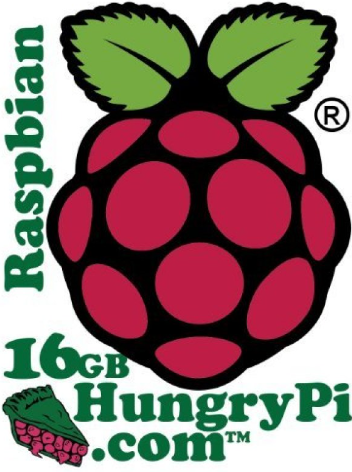 Raspbian
®
16GB
HungryPi
.com™